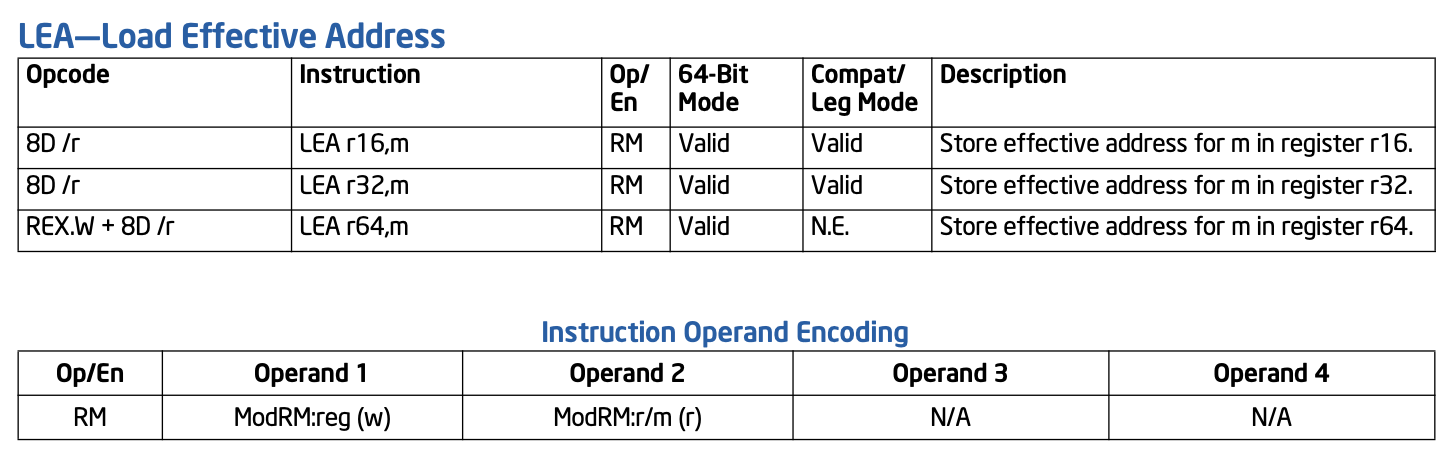 LEA—Load Effective Address
Opcode Instruction Op/ En 64-Bit Mode Compat/ Leg Mode Description
8D /r LEA r16,m RM Valid Valid Store effective address for m in register r16.
8D /r LEA r32,m RM Valid Valid Store effective address for m in register r32.
REX.W + 8D /r LEA r64,m RM Valid N.E. Store effective address for m in register r64.
Instruction Operand Encoding
Op/En Operand 1 Operand 2 Operand 3 Operand 4
RM ModRM:reg (w) ModRM:r/m (r) N/A N/A